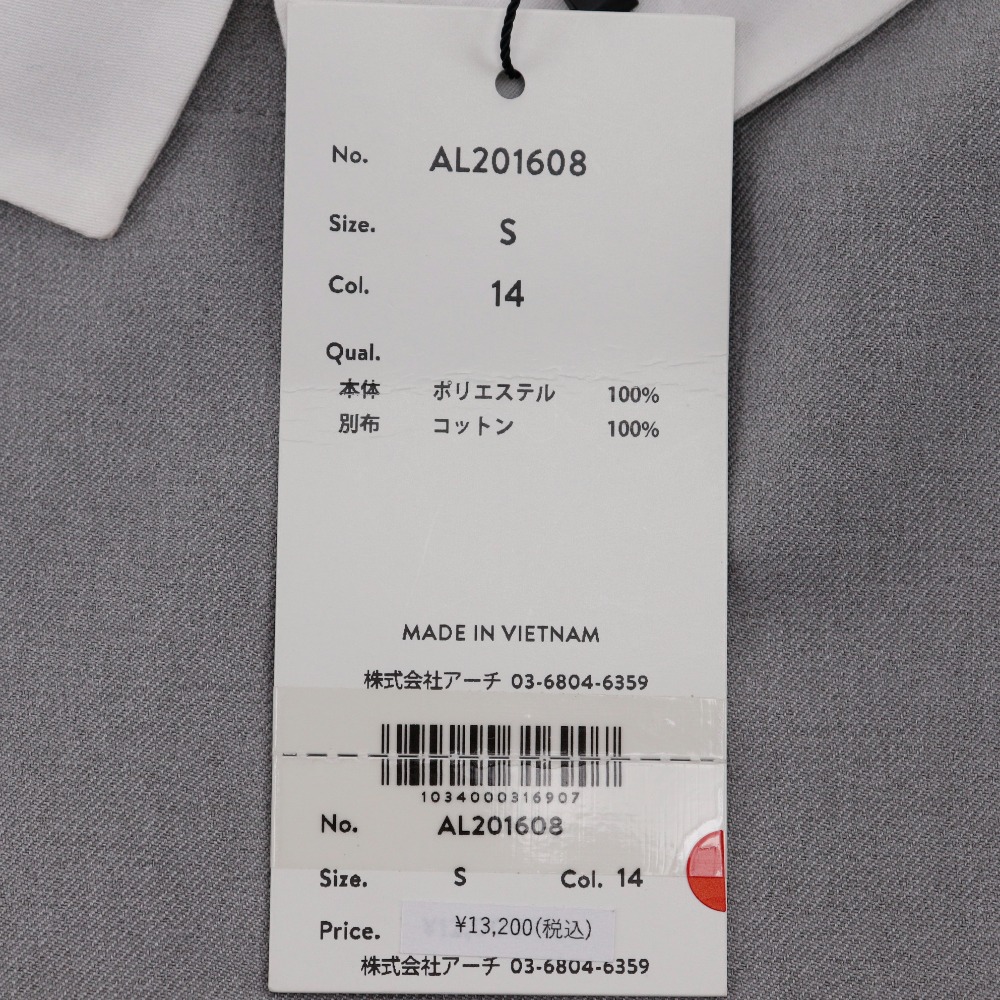 No. AL201608
Size. S
Col. 14
Qual.
本体 ポリエステル 100%
別布 コットン 100%
MADE IN VIETNAM
株式会社アーチ 03-6804-6359
1034000316907
No. AL201608
Size. S Col. 14
Price. ¥13,200(税込)
株式会社アーチ 03-6804-6359